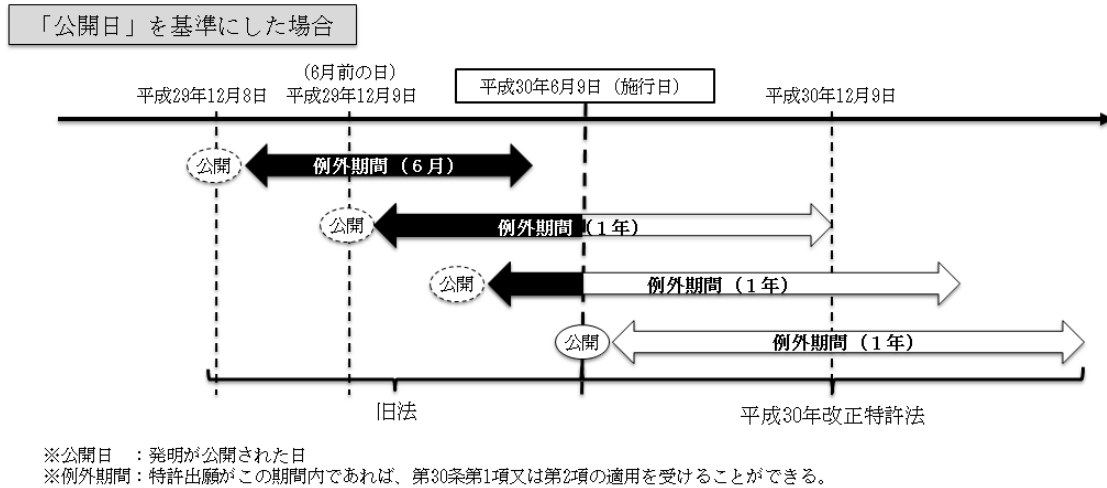 「公開日」を基準にした場合
(6月前の日)
平成29年12月8日
平成29年12月9日
平成30年6月9日（施行日）
平成30年12月9日
公開
例外期間（６月）
公開
例外期間（１年）
公開
例外期間（１年）
公開
例外期間（１年）
旧法
平成30年改正特許法
※公開日　：発明が公開された日
※例外期間：特許出願がこの期間内であれば、第30条第1項又は第2項の適用を受けることができる。